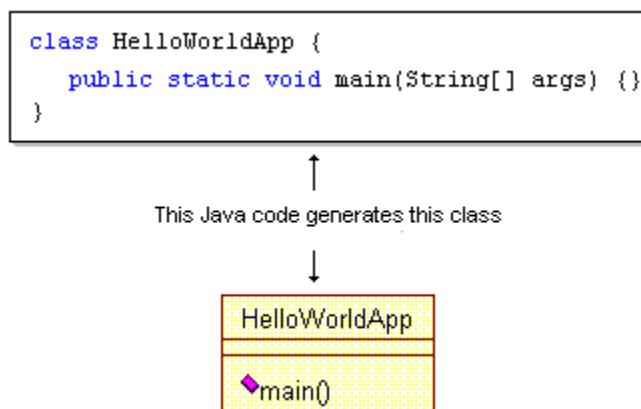 class HelloWorldApp {
public static void main(String[] args) {}
}
This Java code generates this class
HelloWorldApp
main()